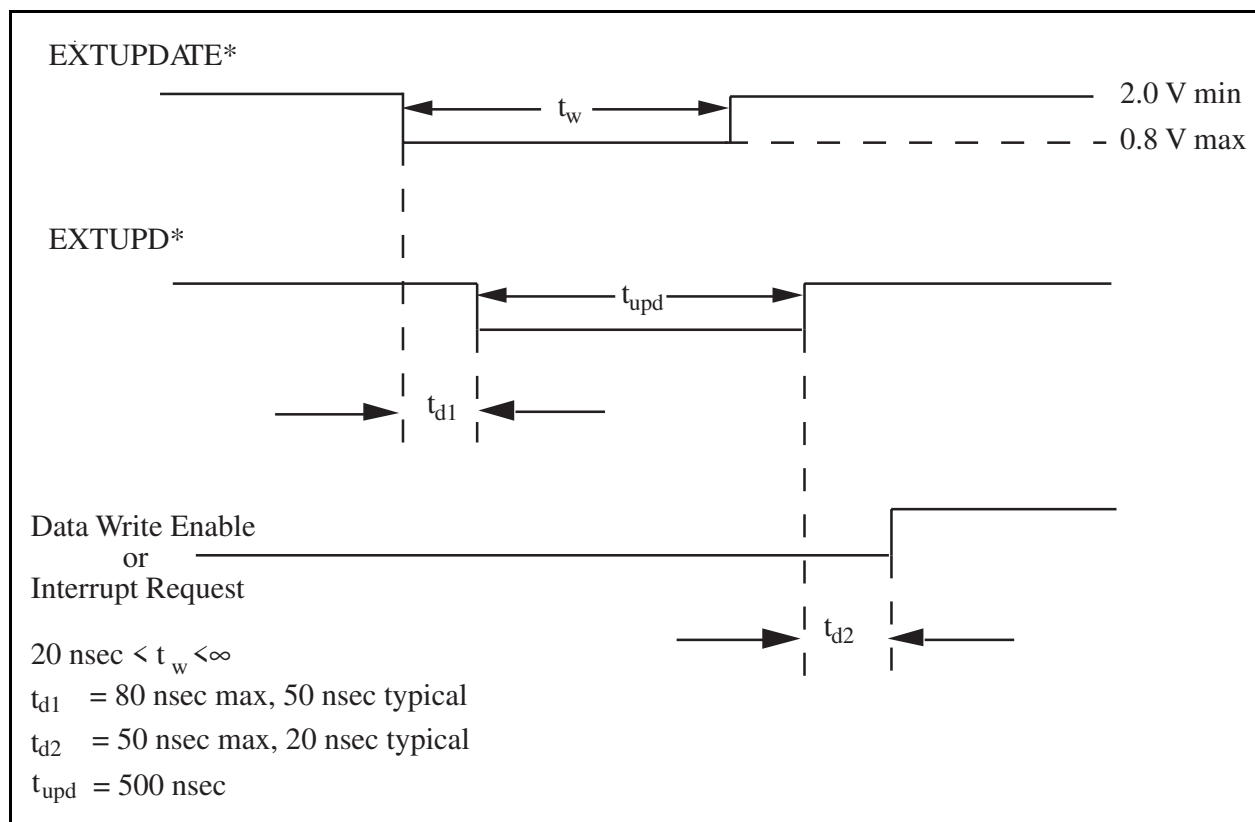 EXTUPDATE*
t_w
2.0 V min
0.8 V max
EXTUPD*
t_upd
t_d1
Data Write Enable
or
Interrupt Request
t_d2
20 nsec < t_w <∞
t_d1 = 80 nsec max, 50 nsec typical
t_d2 = 50 nsec max, 20 nsec typical
t_upd = 500 nsec